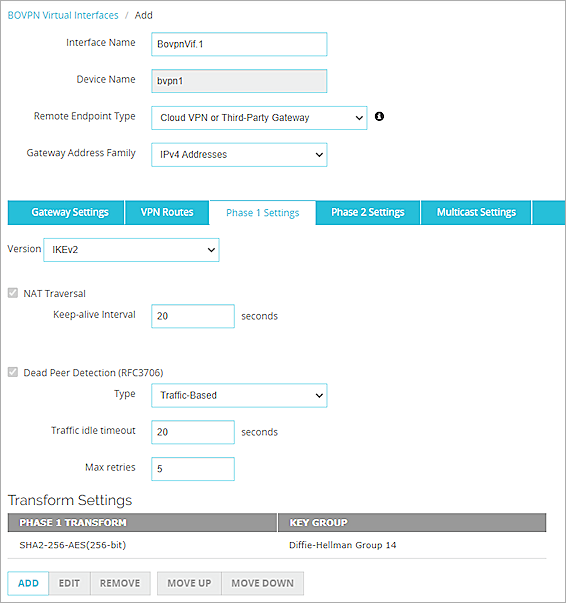 BOVPN Virtual Interfaces / Add
Interface Name BovpnVif.1
Device Name bvpn1
Remote Endpoint Type Cloud VPN or Third-Party Gateway
Gateway Address Family IPv4 Addresses
Gateway Settings VPN Routes Phase 1 Settings Phase 2 Settings Multicast Settings
Version IKEv2
NAT Traversal
Keep-alive Interval 20 seconds
Dead Peer Detection (RFC3706)
Type Traffic-Based
Traffic idle timeout 20 seconds
Max retries 5
Transform Settings
PHASE 1 TRANSFORM KEY GROUP
SHA2-256-AES(256-bit) Diffie-Hellman Group 14
ADD EDIT REMOVE MOVE UP MOVE DOWN